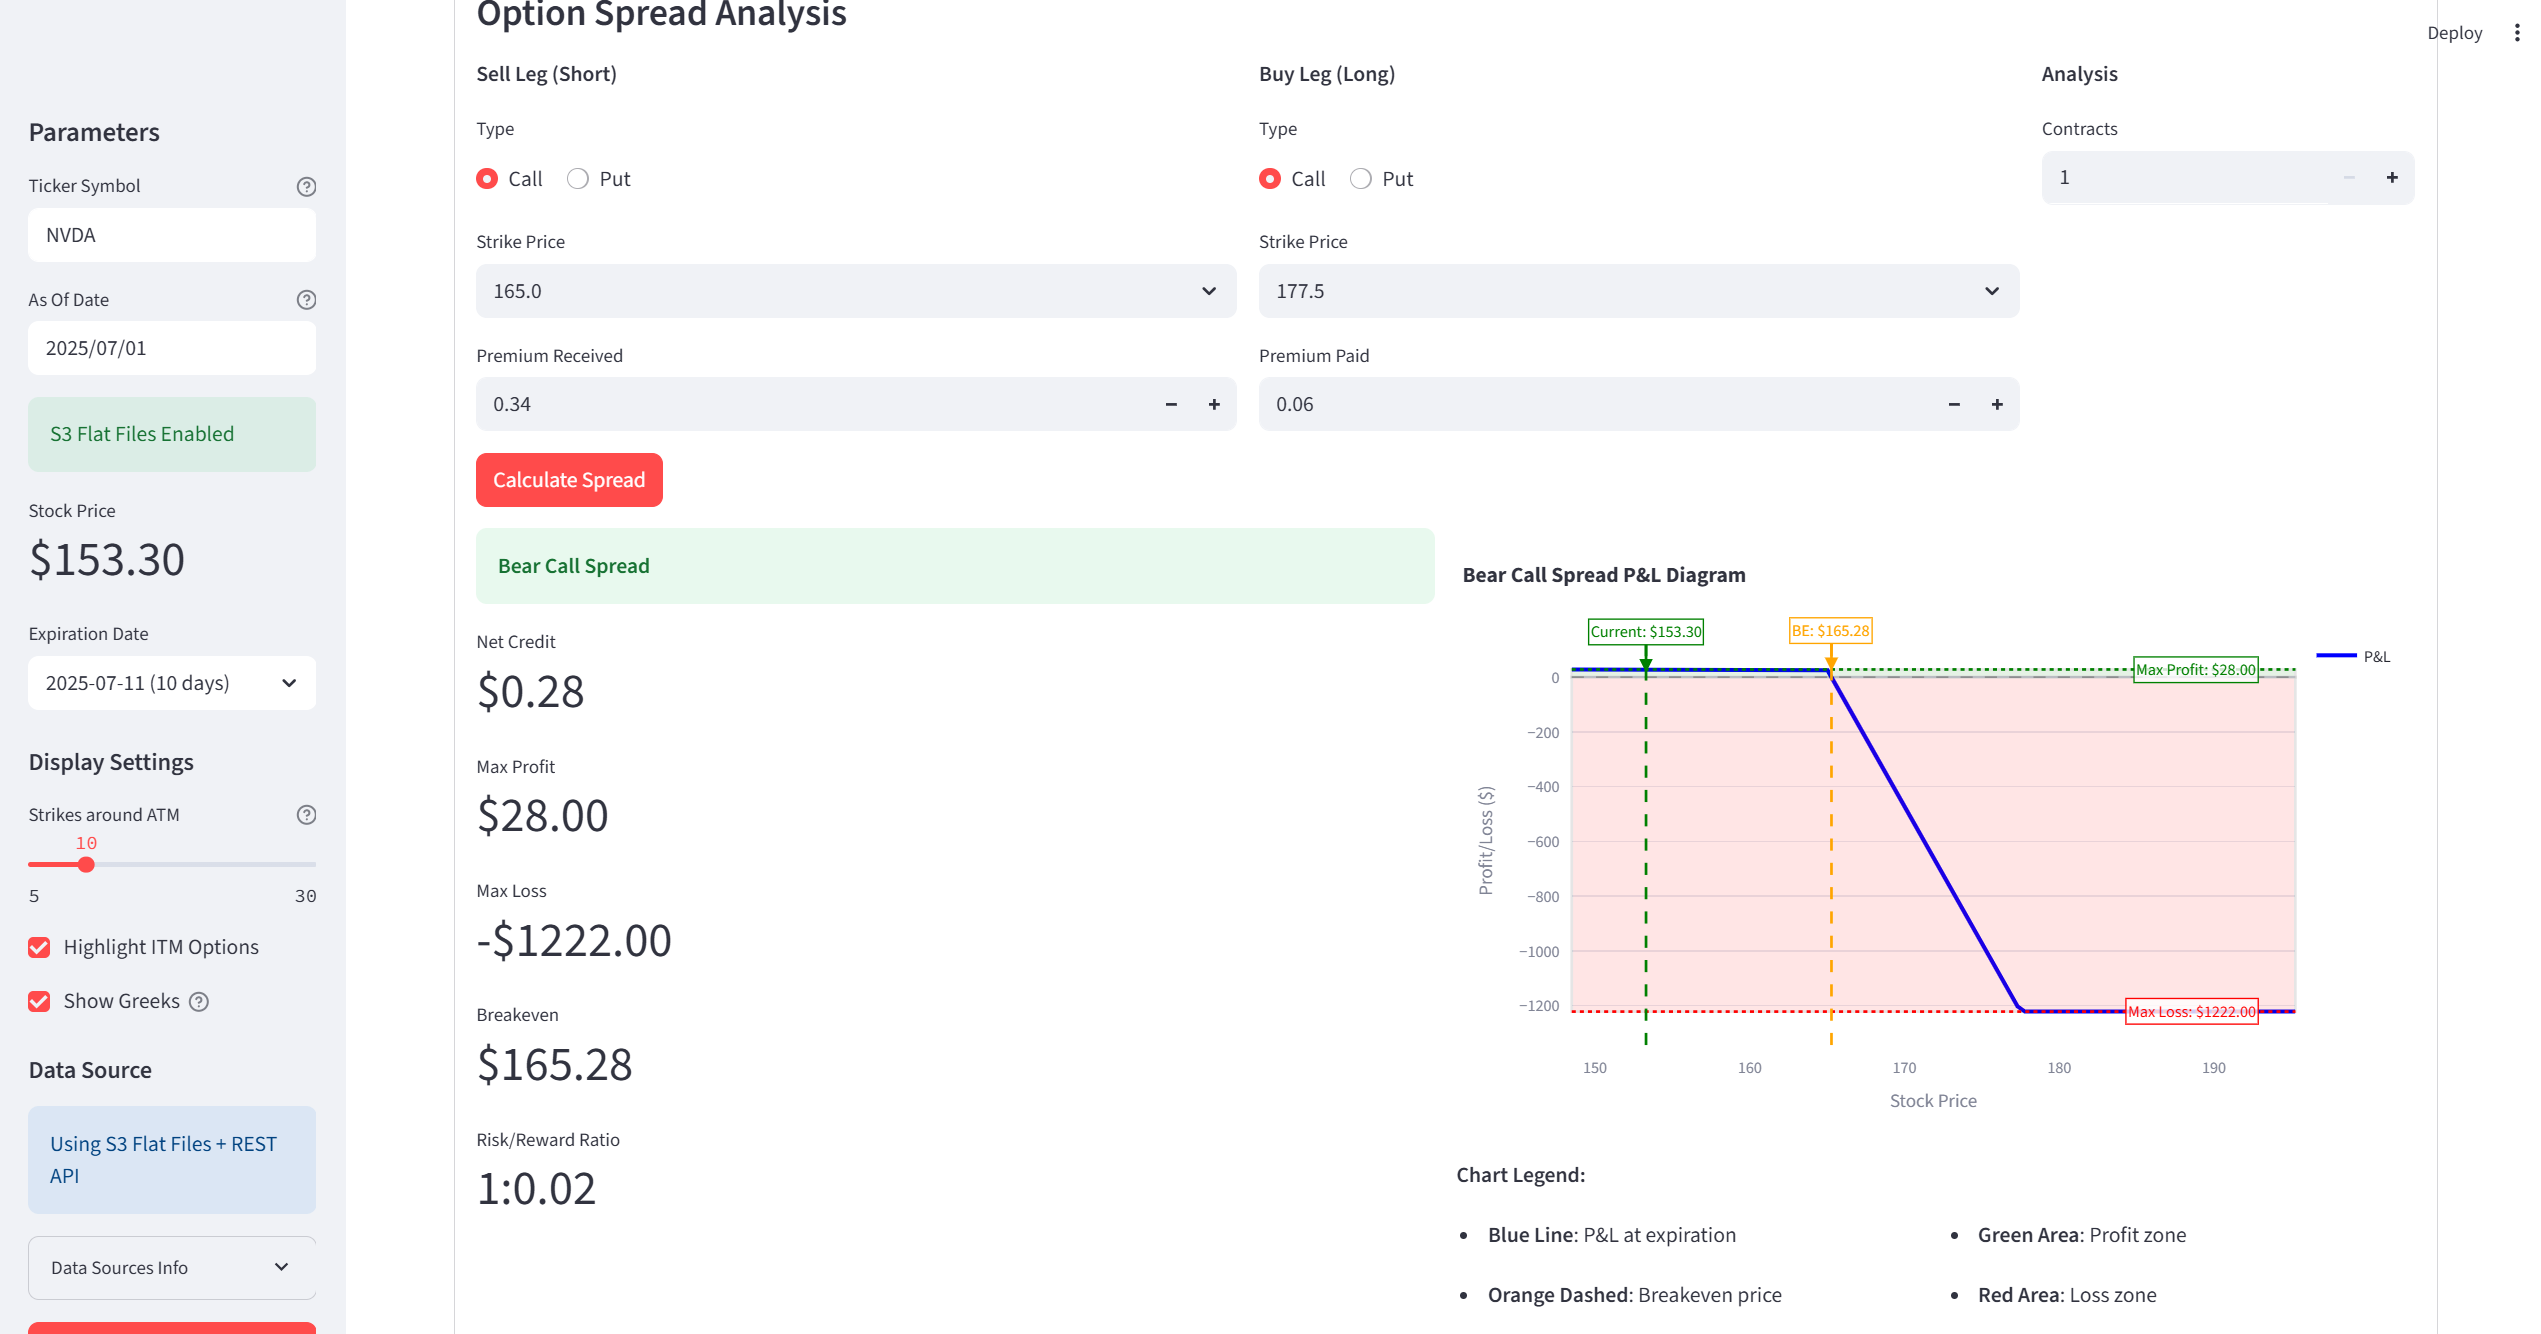 Parameters
Ticker Symbol
NVDA
As Of Date
2025/07/01
S3 Flat Files Enabled
Stock Price
$153.30
Expiration Date
2025-07-11 (10 days)
Display Settings
Strikes around ATM
10
5
30
Highlight ITM Options
Show Greeks
Data Source
Using S3 Flat Files + REST
API
Data Sources Info
Deploy
Option Spread Analysis
Sell Leg (Short)
Type
Call
Put
Strike Price
165.0
Premium Received
0.34
Calculate Spread
Buy Leg (Long)
Type
Call
Put
Strike Price
177.5
Premium Paid
0.06
Analysis
Contracts
1
Bear Call Spread
Net Credit
$0.28
Max Profit
$28.00
Max Loss
-$1222.00
Breakeven
$165.28
Risk/Reward Ratio
1:0.02
Bear Call Spread P&L Diagram
Current: $153.30
BE: $165.28
Max Profit: $28.00
P&L
0
−200
−400
−600
−800
−1000
−1200
Profit/Loss ($)
Max Loss: $1222.00
150
160
170
180
190
Stock Price
Chart Legend:
• Blue Line: P&L at expiration
• Orange Dashed: Breakeven price
• Green Area: Profit zone
• Red Area: Loss zone